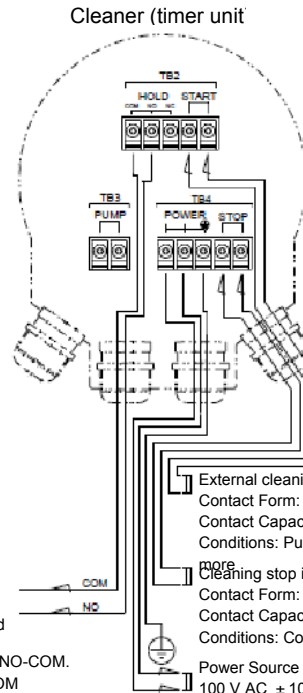 Cleaner (timer unit
TB2
HOLD START
COM NO NC
TB3
PUMP
TB4
POWER STOP
External cleani
Contact Form:
Contact Capac
Conditions: Pu
more
Cleaning stop i
Contact Form:
Contact Capac
Conditions: Co
Power Source
100 V AC, ± 10
COM
NO
d
NO-COM.
OM